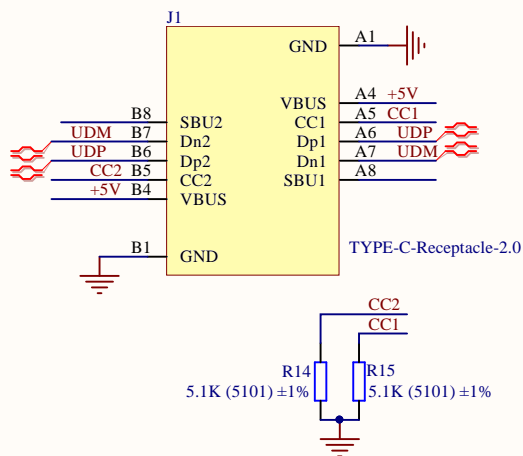 J1
GND A1
VBUS A4 +5V
B8 SBU2 CC1 A5 CC1
UDM B7 Dn2 Dp1 A6 UDP
UDP B6 Dp2 Dn1 A7 UDM
CC2 B5 CC2 SBU1 A8
+5V B4 VBUS
B1 GND
TYPE-C-Receptacle-2.0
CC2
CC1
R14 R15
5.1K (5101) ±1% 5.1K (5101) ±1%